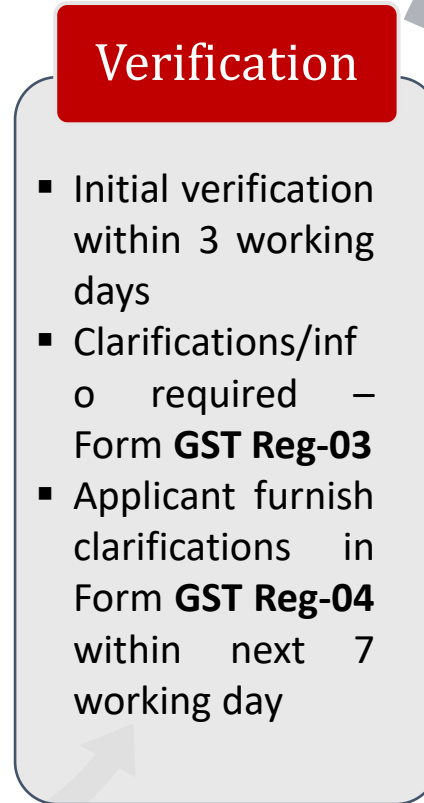 Verification
▪ Initial verification
within 3 working
days
▪ Clarifications/inf
o required –
Form GST Reg-03
▪ Applicant furnish
clarifications in
Form GST Reg-04
within next 7
working day